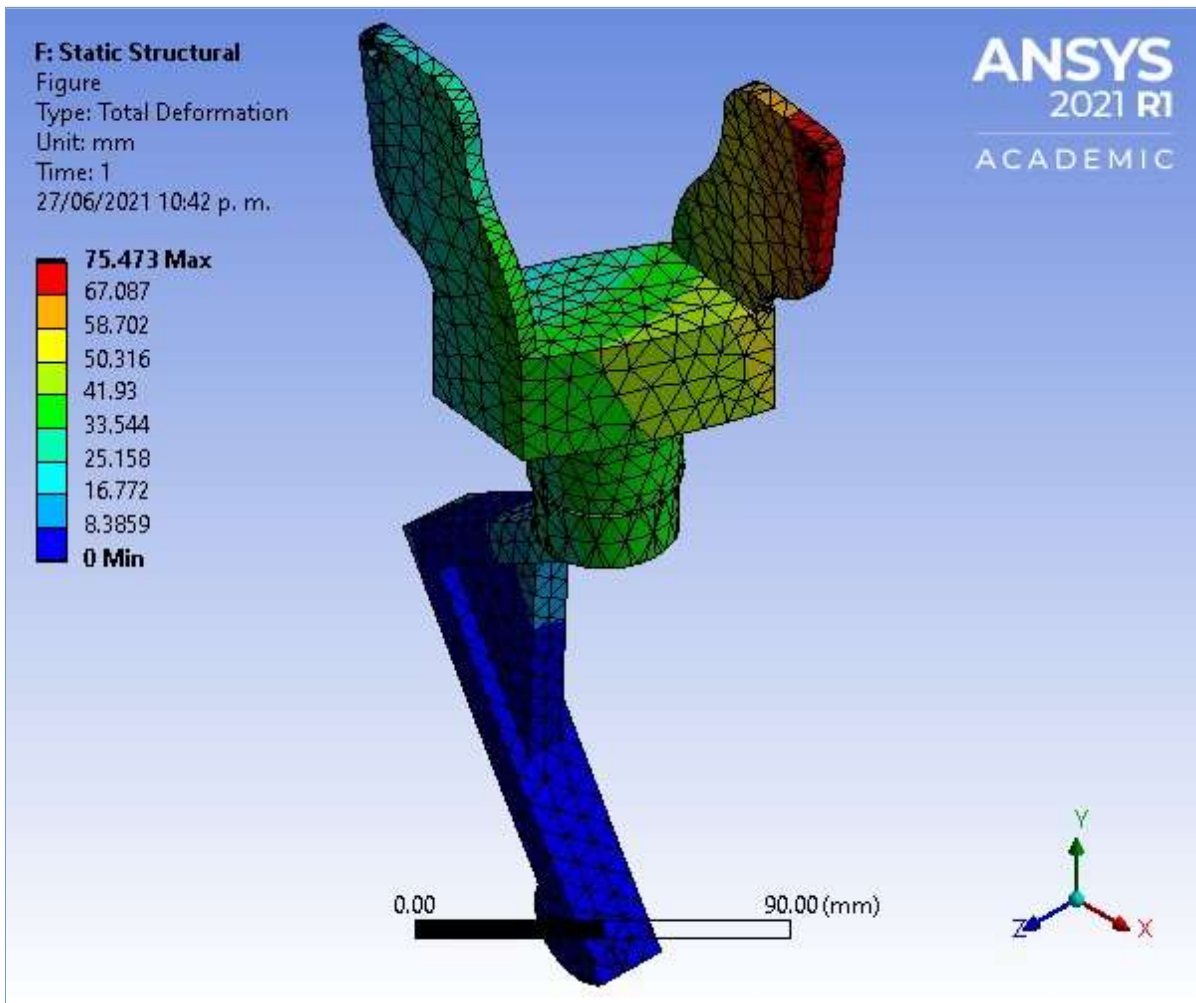 F: Static Structural
Figure
Type: Total Deformation
Unit: mm
Time: 1
27/06/2021 10:42 p. m.
75.473 Max
67.087
58.702
50.316
41.93
33.544
25.158
16.772
8.3859
0 Min
ANSYS
2021 R1
ACADEMIC
0.00
90.00 (mm)
Y
Z
X